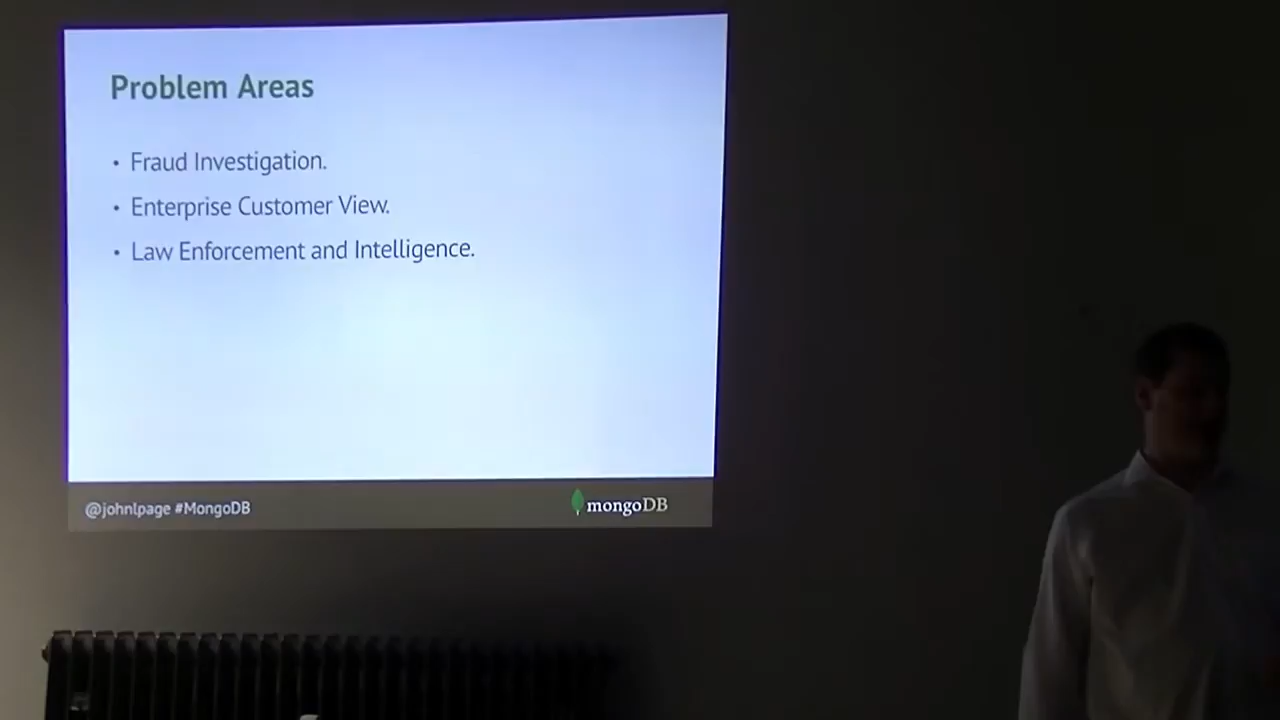 Problem Areas
• Fraud Investigation.
• Enterprise Customer View.
• Law Enforcement and Intelligence.
@johnlpage #MongoDB
mongoDB